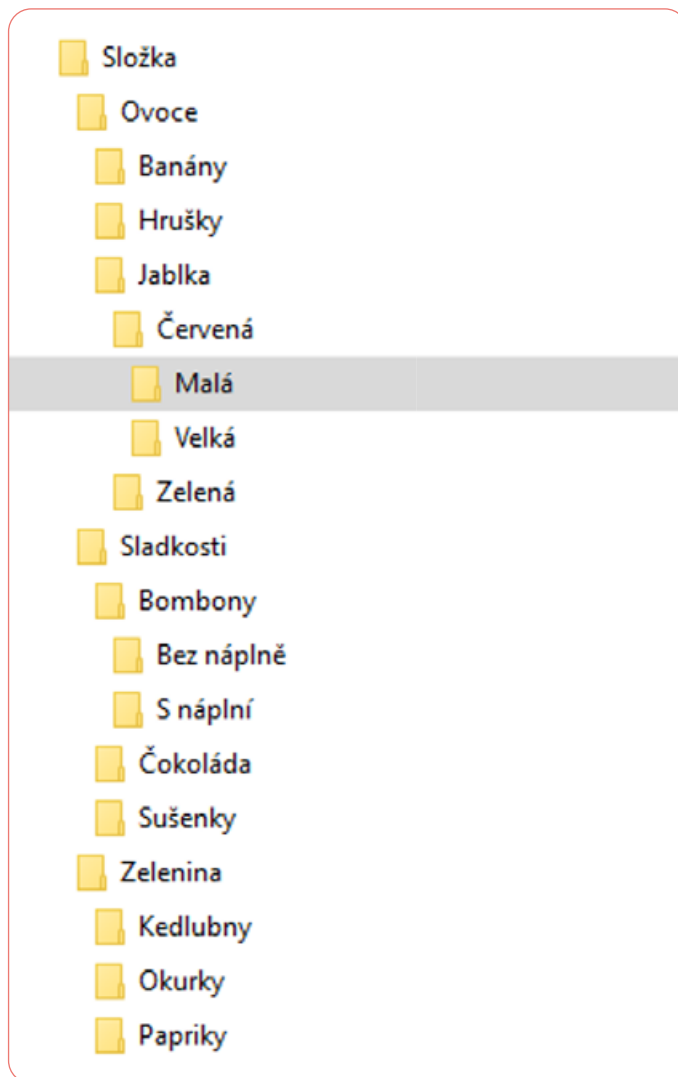 Složka
Ovoce
Banány
Hrušky
Jablka
Červená
Malá
Velká
Zelená
Sladkosti
Bombony
Bez náplně
S náplní
Čokoláda
Sušenky
Zelenina
Kedlubny
Okurky
Papriky